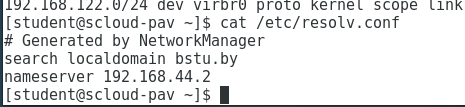 192.168.122.0/24 dev virbr0 proto kernel scope link
[student@scloud-pav ~]$ cat /etc/resolv.conf
# Generated by NetworkManager
search localdomain bstu.by
nameserver 192.168.44.2
[student@scloud-pav ~]$